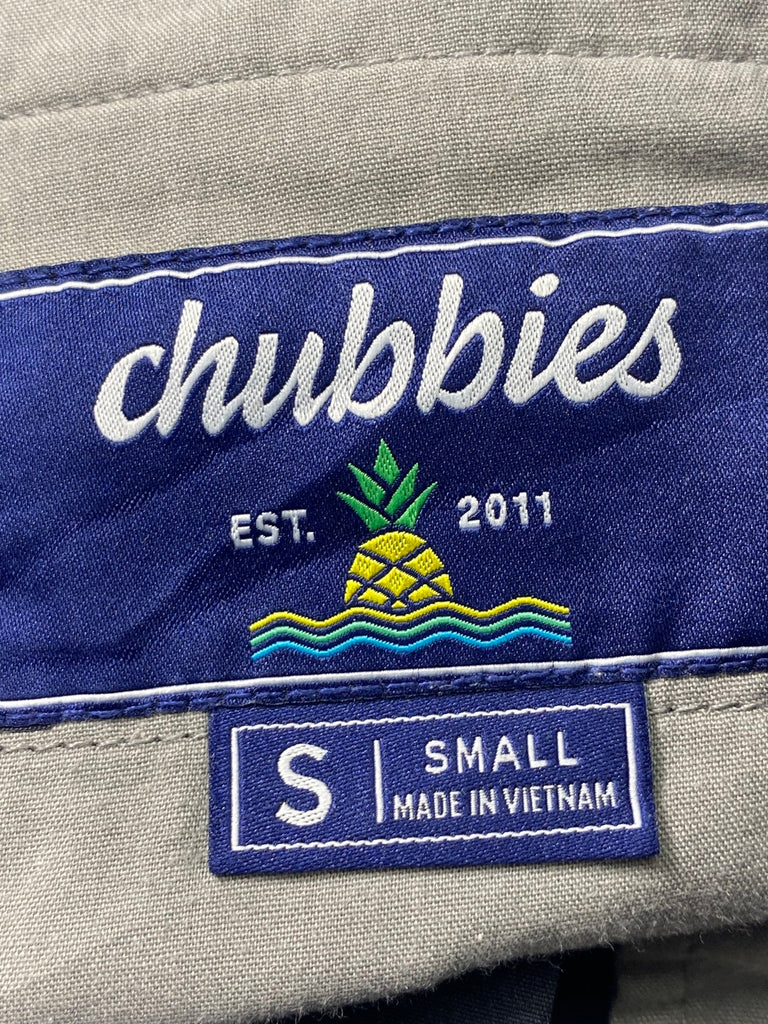 chubbies
EST. 2011
S | SMALL
MADE IN VIETNAM